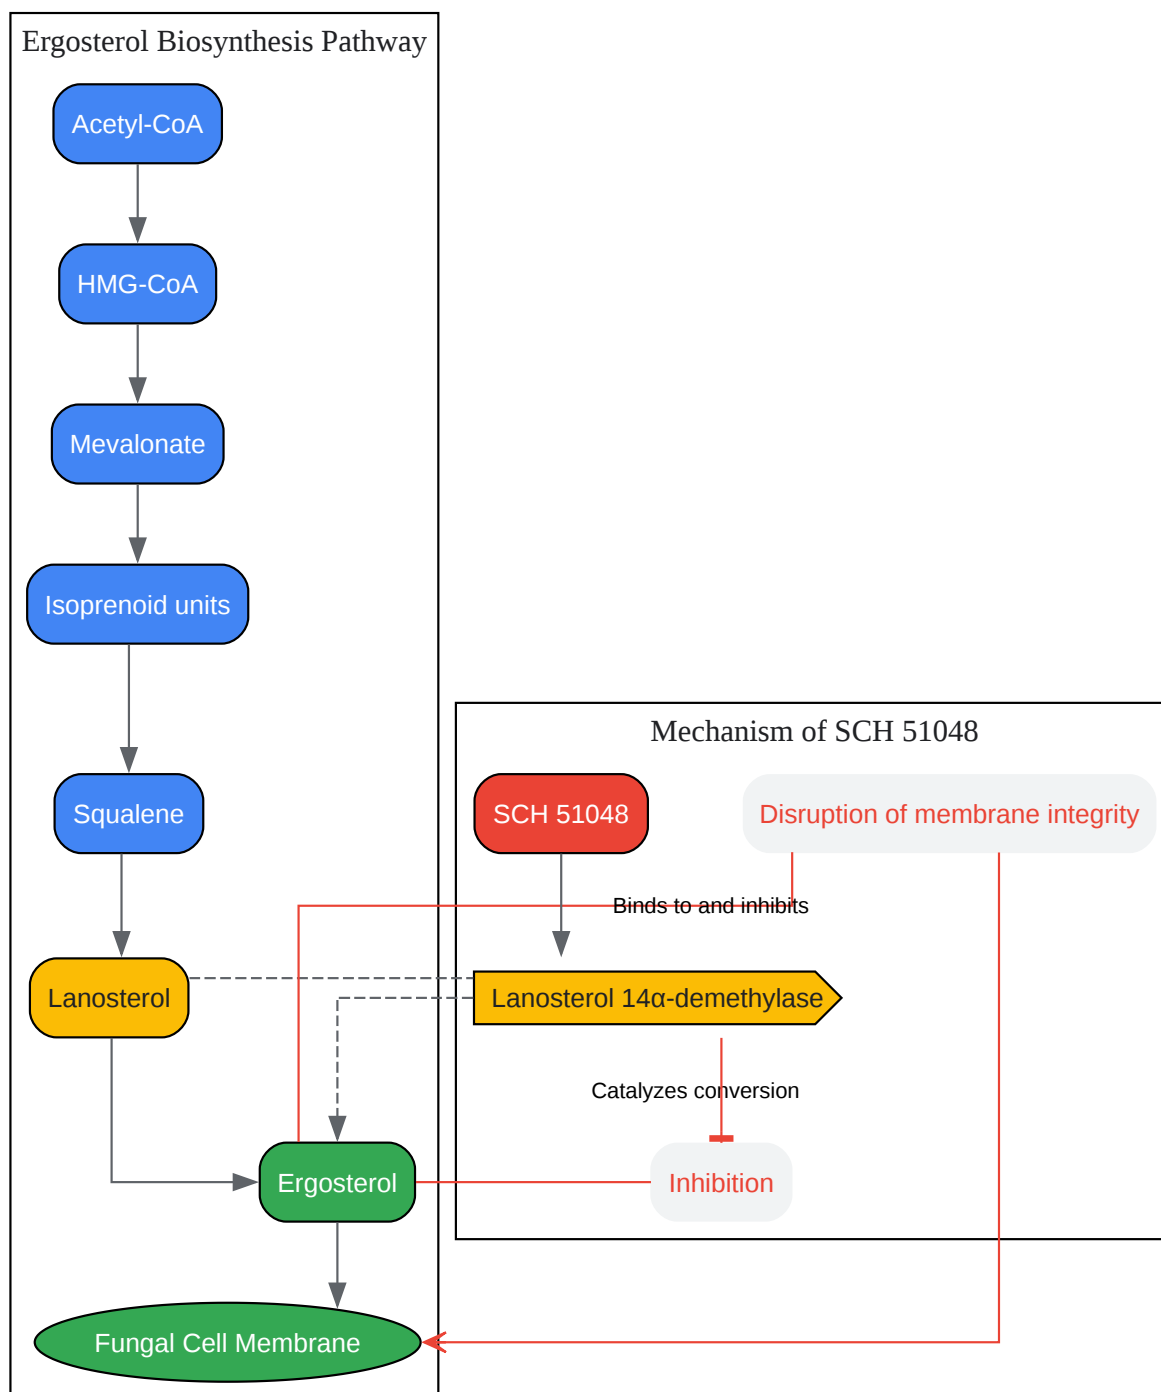 Ergosterol Biosynthesis Pathway
Acetyl-CoA
HMG-CoA
Mevalonate
Isoprenoid units
Squalene
Lanosterol
Ergosterol
Fungal Cell Membrane
Mechanism of SCH 51048
SCH 51048
Disruption of membrane integrity
Binds to and inhibits
Lanosterol 14α-demethylase
Catalyzes conversion
Inhibition